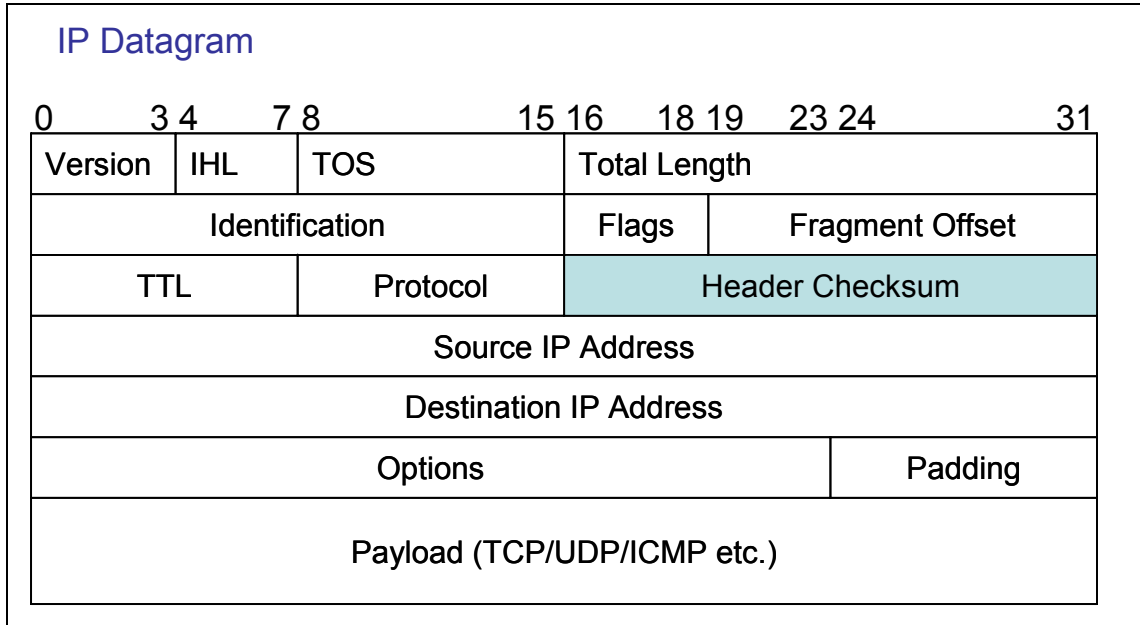 IP Datagram
0 3 4 7 8 15 16 18 19 23 24 31
Version IHL TOS Total Length
Identification Flags Fragment Offset
TTL Protocol Header Checksum
Source IP Address
Destination IP Address
Options Padding
Payload (TCP/UDP/ICMP etc.)